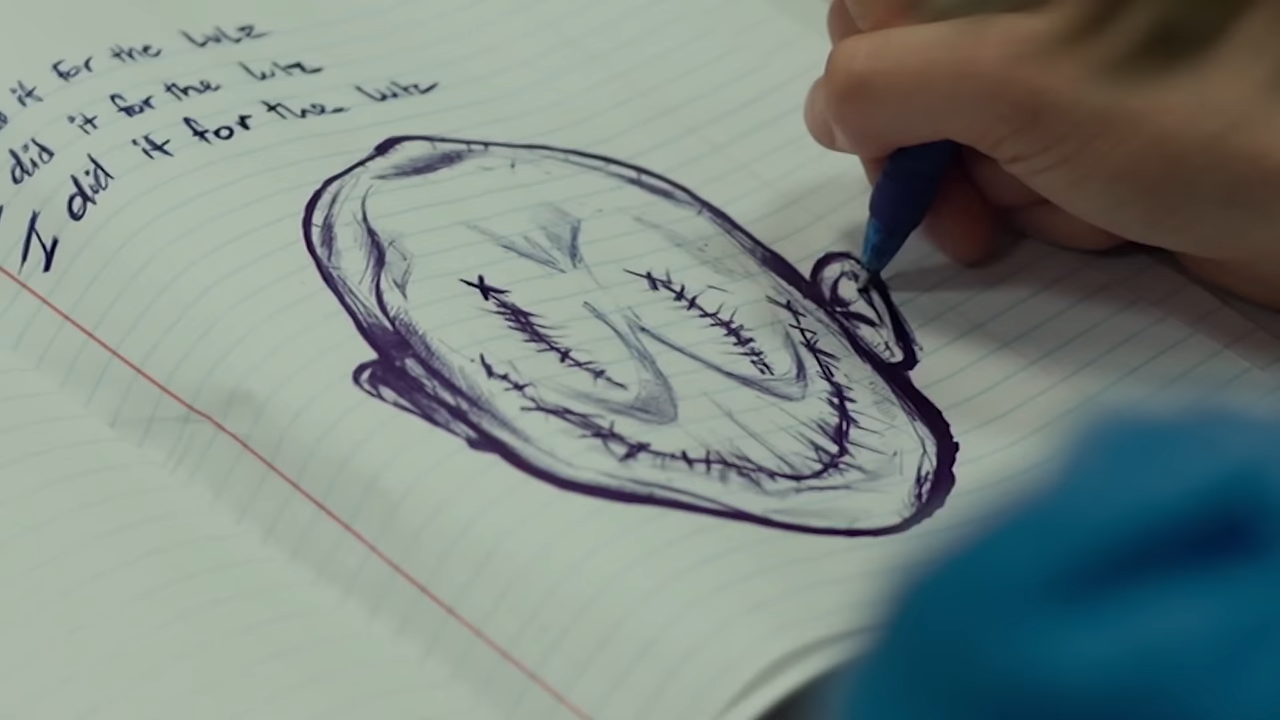 it for the lulz
did it for the lulz
I did it for the lulz